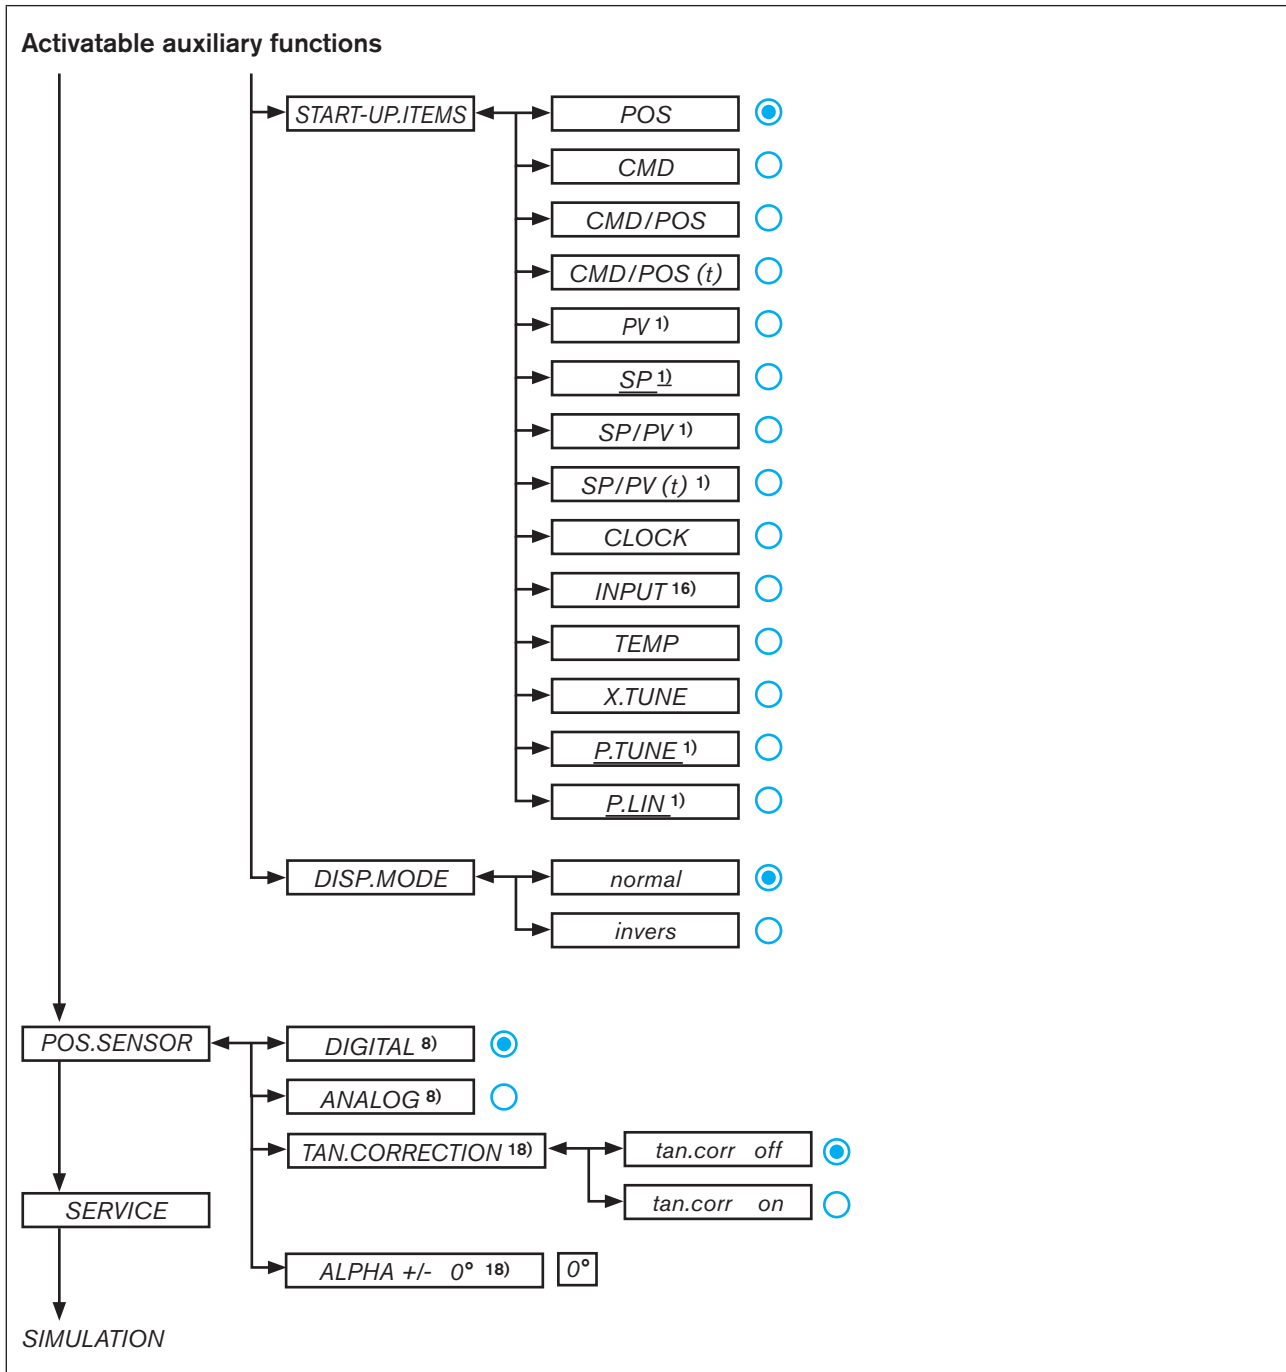 Activatable auxiliary functions
START-UP.ITEMS
POS
CMD
CMD/POS
CMD/POS (t)
PV 1)
SP 1)
SP/PV 1)
SP/PV (t) 1)
CLOCK
INPUT 16)
TEMP
X.TUNE
P.TUNE 1)
P.LIN 1)
DISP.MODE
normal
invers
POS.SENSOR
DIGITAL 8)
ANALOG 8)
TAN.CORRECTION 18)
tan.corr off
tan.corr on
SERVICE
ALPHA +/- 0° 18)
0°
SIMULATION